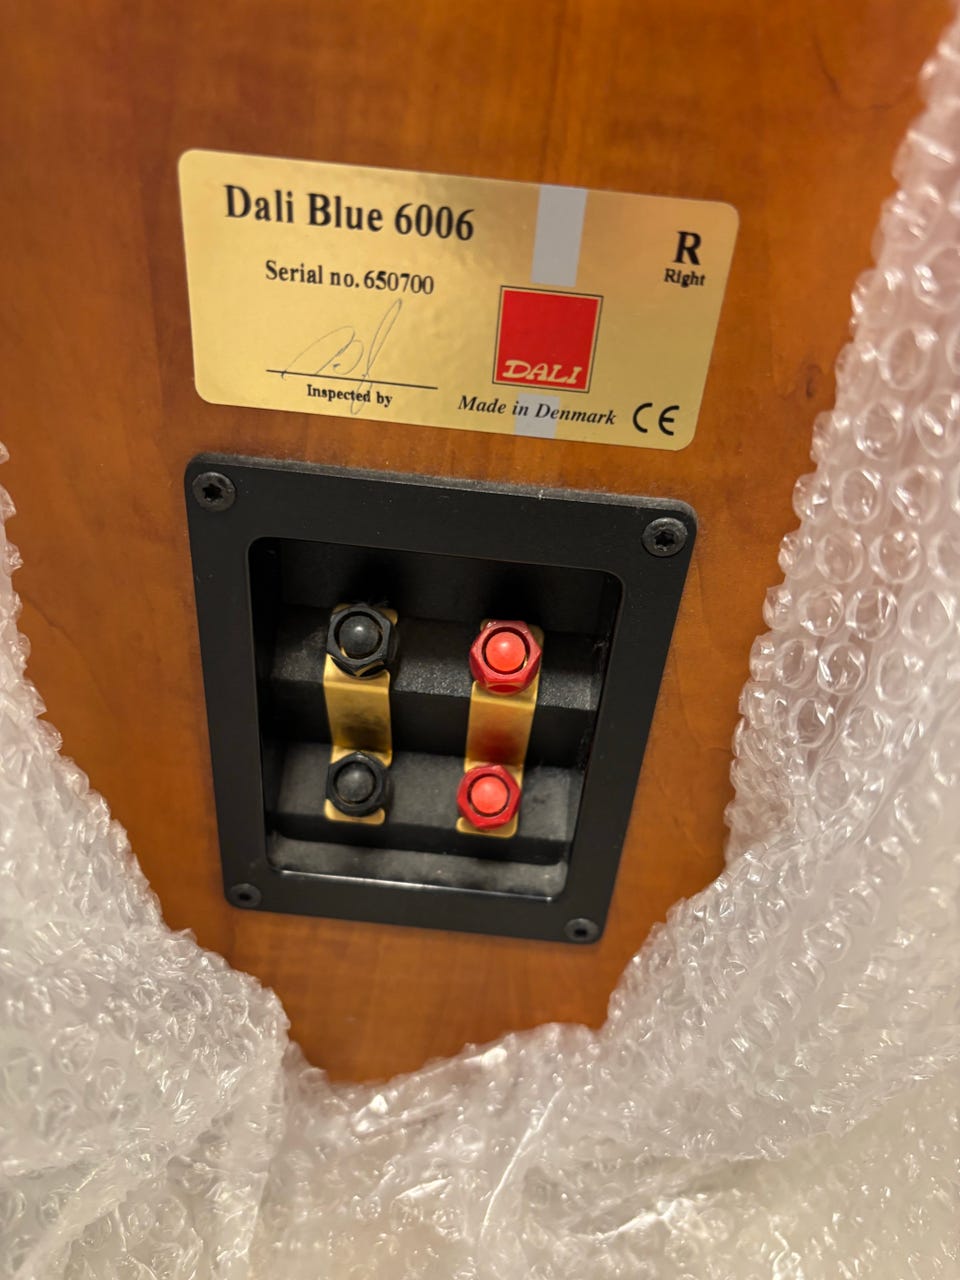 Dali Blue 6006
R
Right
Serial no. 650700
DALI
Inspected by
Made in Denmark CE